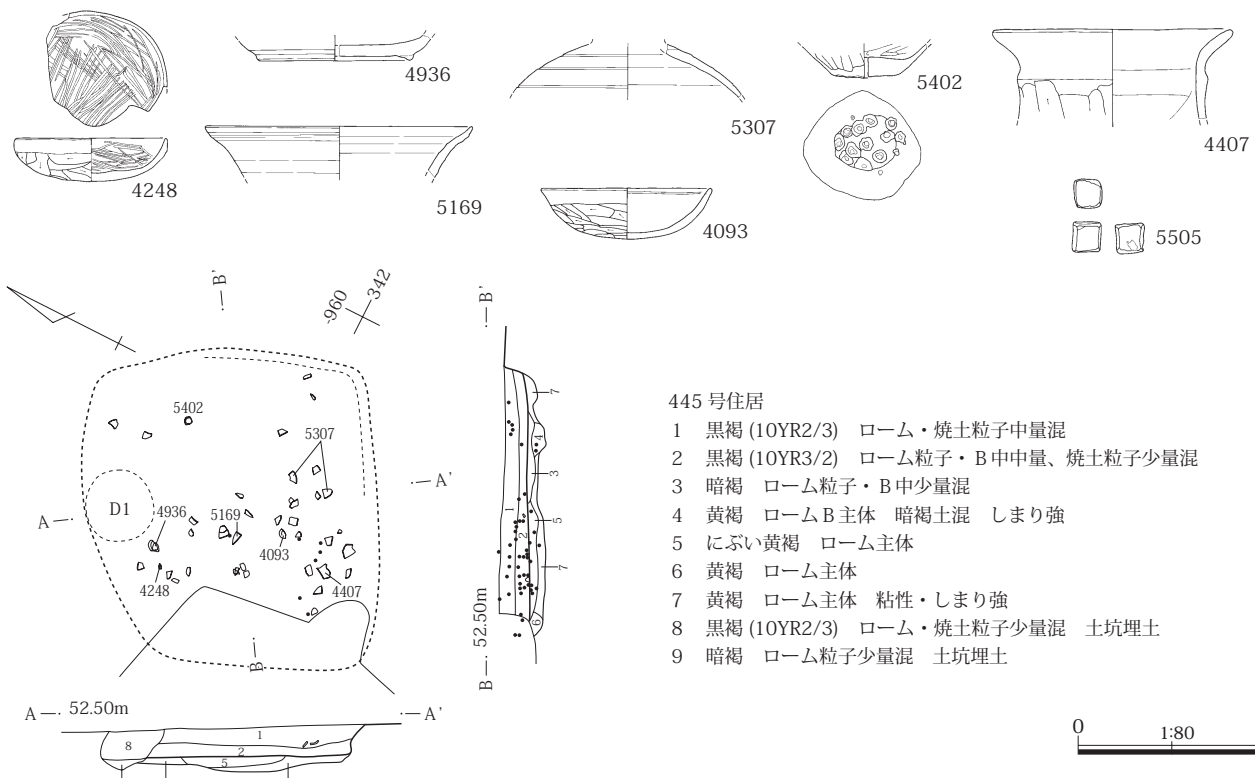 4248
4936
5169
5307
4093
5402
4407
5505
B'
-960
342
B'
5402
5307
A'
D1
A
4936
5169
4093
4248
4407
B
7
4
3
1
5
2
7
6
B
52.50m
445 号住居
1 黒褐 (10YR2/3) ローム・焼土粒子中量混
2 黒褐 (10YR3/2) ローム粒子・B 中中量、焼土粒子少量混
3 暗褐 ローム粒子・B 中少量混
4 黄褐 ローム B 主体 暗褐土混 しまり強
5 にぶい黄褐 ローム主体
6 黄褐 ローム主体
7 黄褐 ローム主体 粘性・しまり強
8 黒褐 (10YR2/3) ローム・焼土粒子少量混 土坑埋土
9 暗褐 ローム粒子少量混 土坑埋土
A 52.50m A'
8
1
2
5
0 1:80